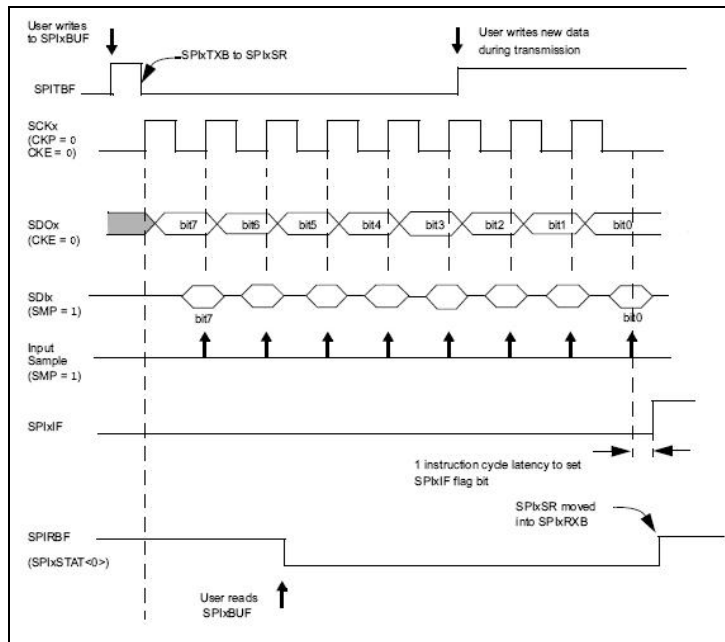 User writes
to SPIxBUF
User writes new data
during transmission
SPIxTXB to SPIxSR
SPITBF
SCKx
(CKP = 0
CKE = 0)
SDOx
(CKE = 0)
bit7 bit6 bit5 bit4 bit3 bit2 bit1 bit0
SDIx
(SMP = 1)
bit7 bit0
Input
Sample
(SMP = 1)
SPIxIF
1 instruction cycle latency to set
SPIxIF flag bit
SPIxSR moved
into SPIxRXB
SPIRBF
(SPIxSTAT<0>)
User reads
SPIxBUF